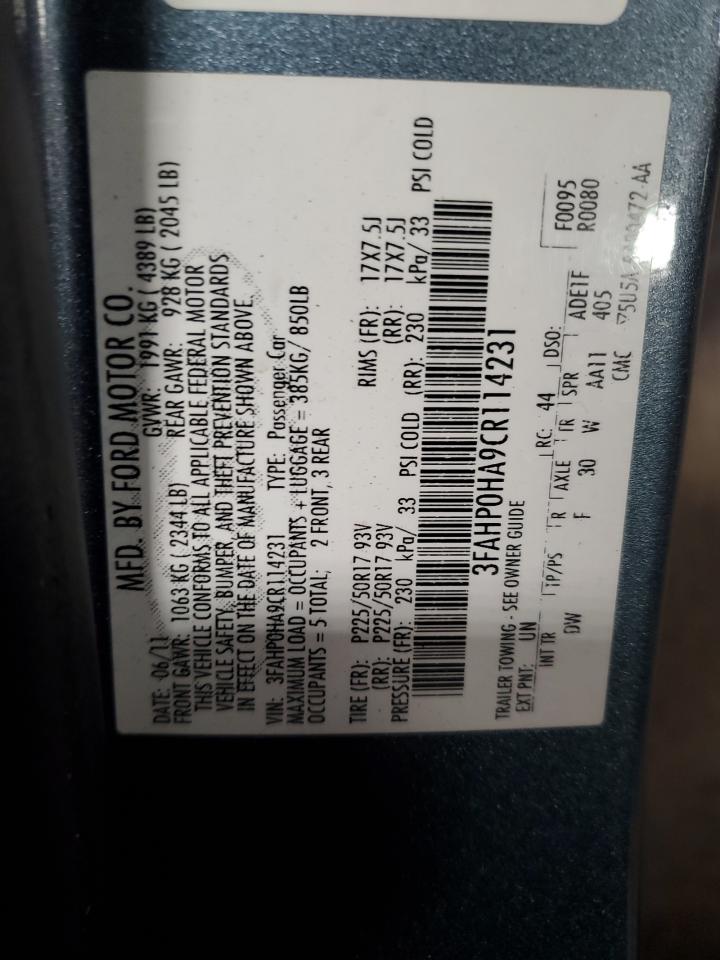 MFD. BY FORD MOTOR CO.
DATE: 06/11 GVWR: 1991 KG ( 4389 LB)
FRONT GAWR: 1063 KG ( 2344 LB) REAR GAWR: 928 KG ( 2045 LB)
THIS VEHICLE CONFORMS TO ALL APPLICABLE FEDERAL MOTOR
VEHICLE SAFETY, BUMPER, AND THEFT PREVENTION STANDARDS
IN EFFECT ON THE DATE OF MANUFACTURE SHOWN ABOVE.
VIN: 3FAHP0HA9CR114231 TYPE: Passenger Car
MAXIMUM LOAD = OCCUPANTS + LUGGAGE = 385KG/ 850LB
OCCUPANTS = 5 TOTAL; 2 FRONT, 3 REAR
TIRE (FR): P225/50R17 93V RIMS (FR): 17X7.5J
(RR): P225/50R17 93V (RR): 17X7.5J
PRESSURE (FR): 230 kPa/ 33 PSI COLD (RR): 230 kPa/ 33 PSI COLD
3FAHP0HA9CR114231
TRAILER TOWING - SEE OWNER GUIDE
EXT PNT: UN RC: 44 DSO: F0095
R0080
INT TR TP/PS R AXLE TR SPR
DW F 30 W AA11 ADE1F 405
CMC